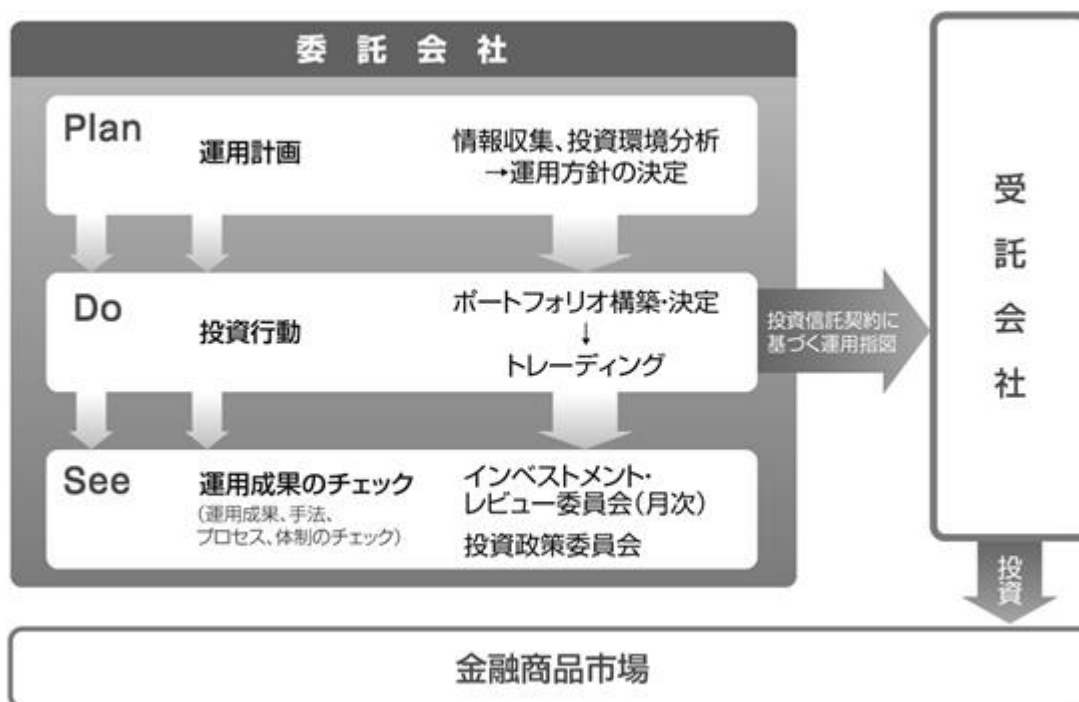 委託会社
Plan
運用計画
情報収集、投資環境分析
→運用方針の決定
Do
投資行動
ポートフォリオ構築・決定
↓
トレーディング
See
運用成果のチェック
(運用成果、手法、
プロセス、体制のチェック)
インベストメント・
レビュー委員会(月次)
投資政策委員会
投資信託契約に
基づく運用指図
受託会社
投資
金融商品市場